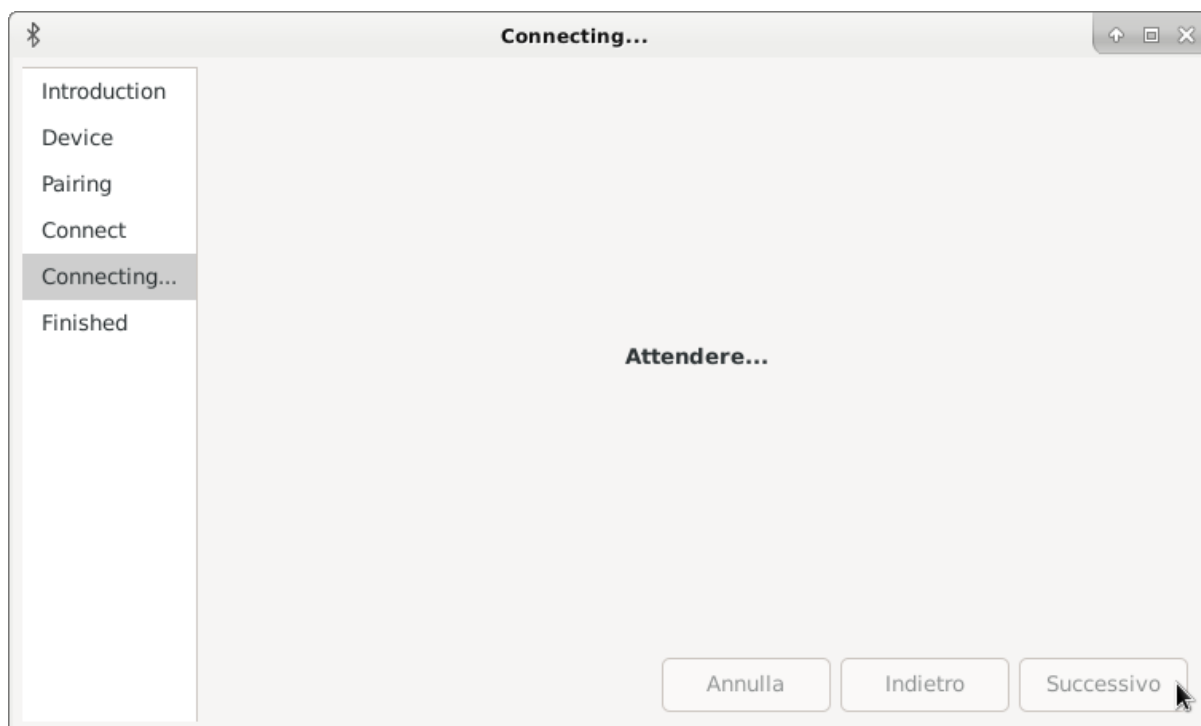 Connecting...
Introduction
Device
Pairing
Connect
Connecting...
Finished
Attendere...
Annulla
Indietro
Successivo